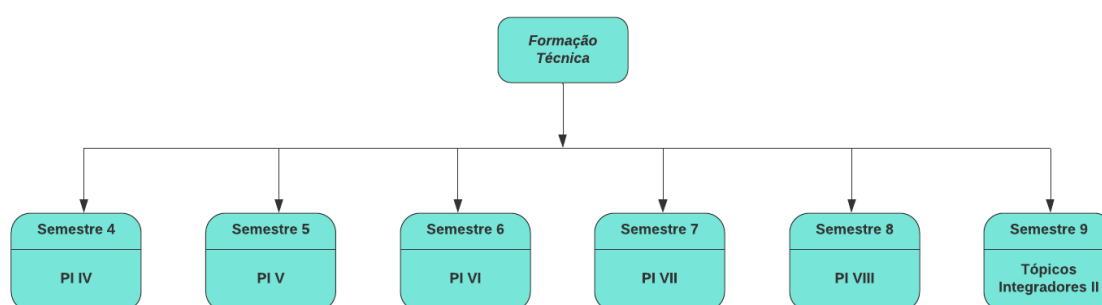 Formação
Técnica
Semestre 4
PI IV
Semestre 5
PI V
Semestre 6
PI VI
Semestre 7
PI VII
Semestre 8
PI VIII
Semestre 9
Tópicos
Integradores II